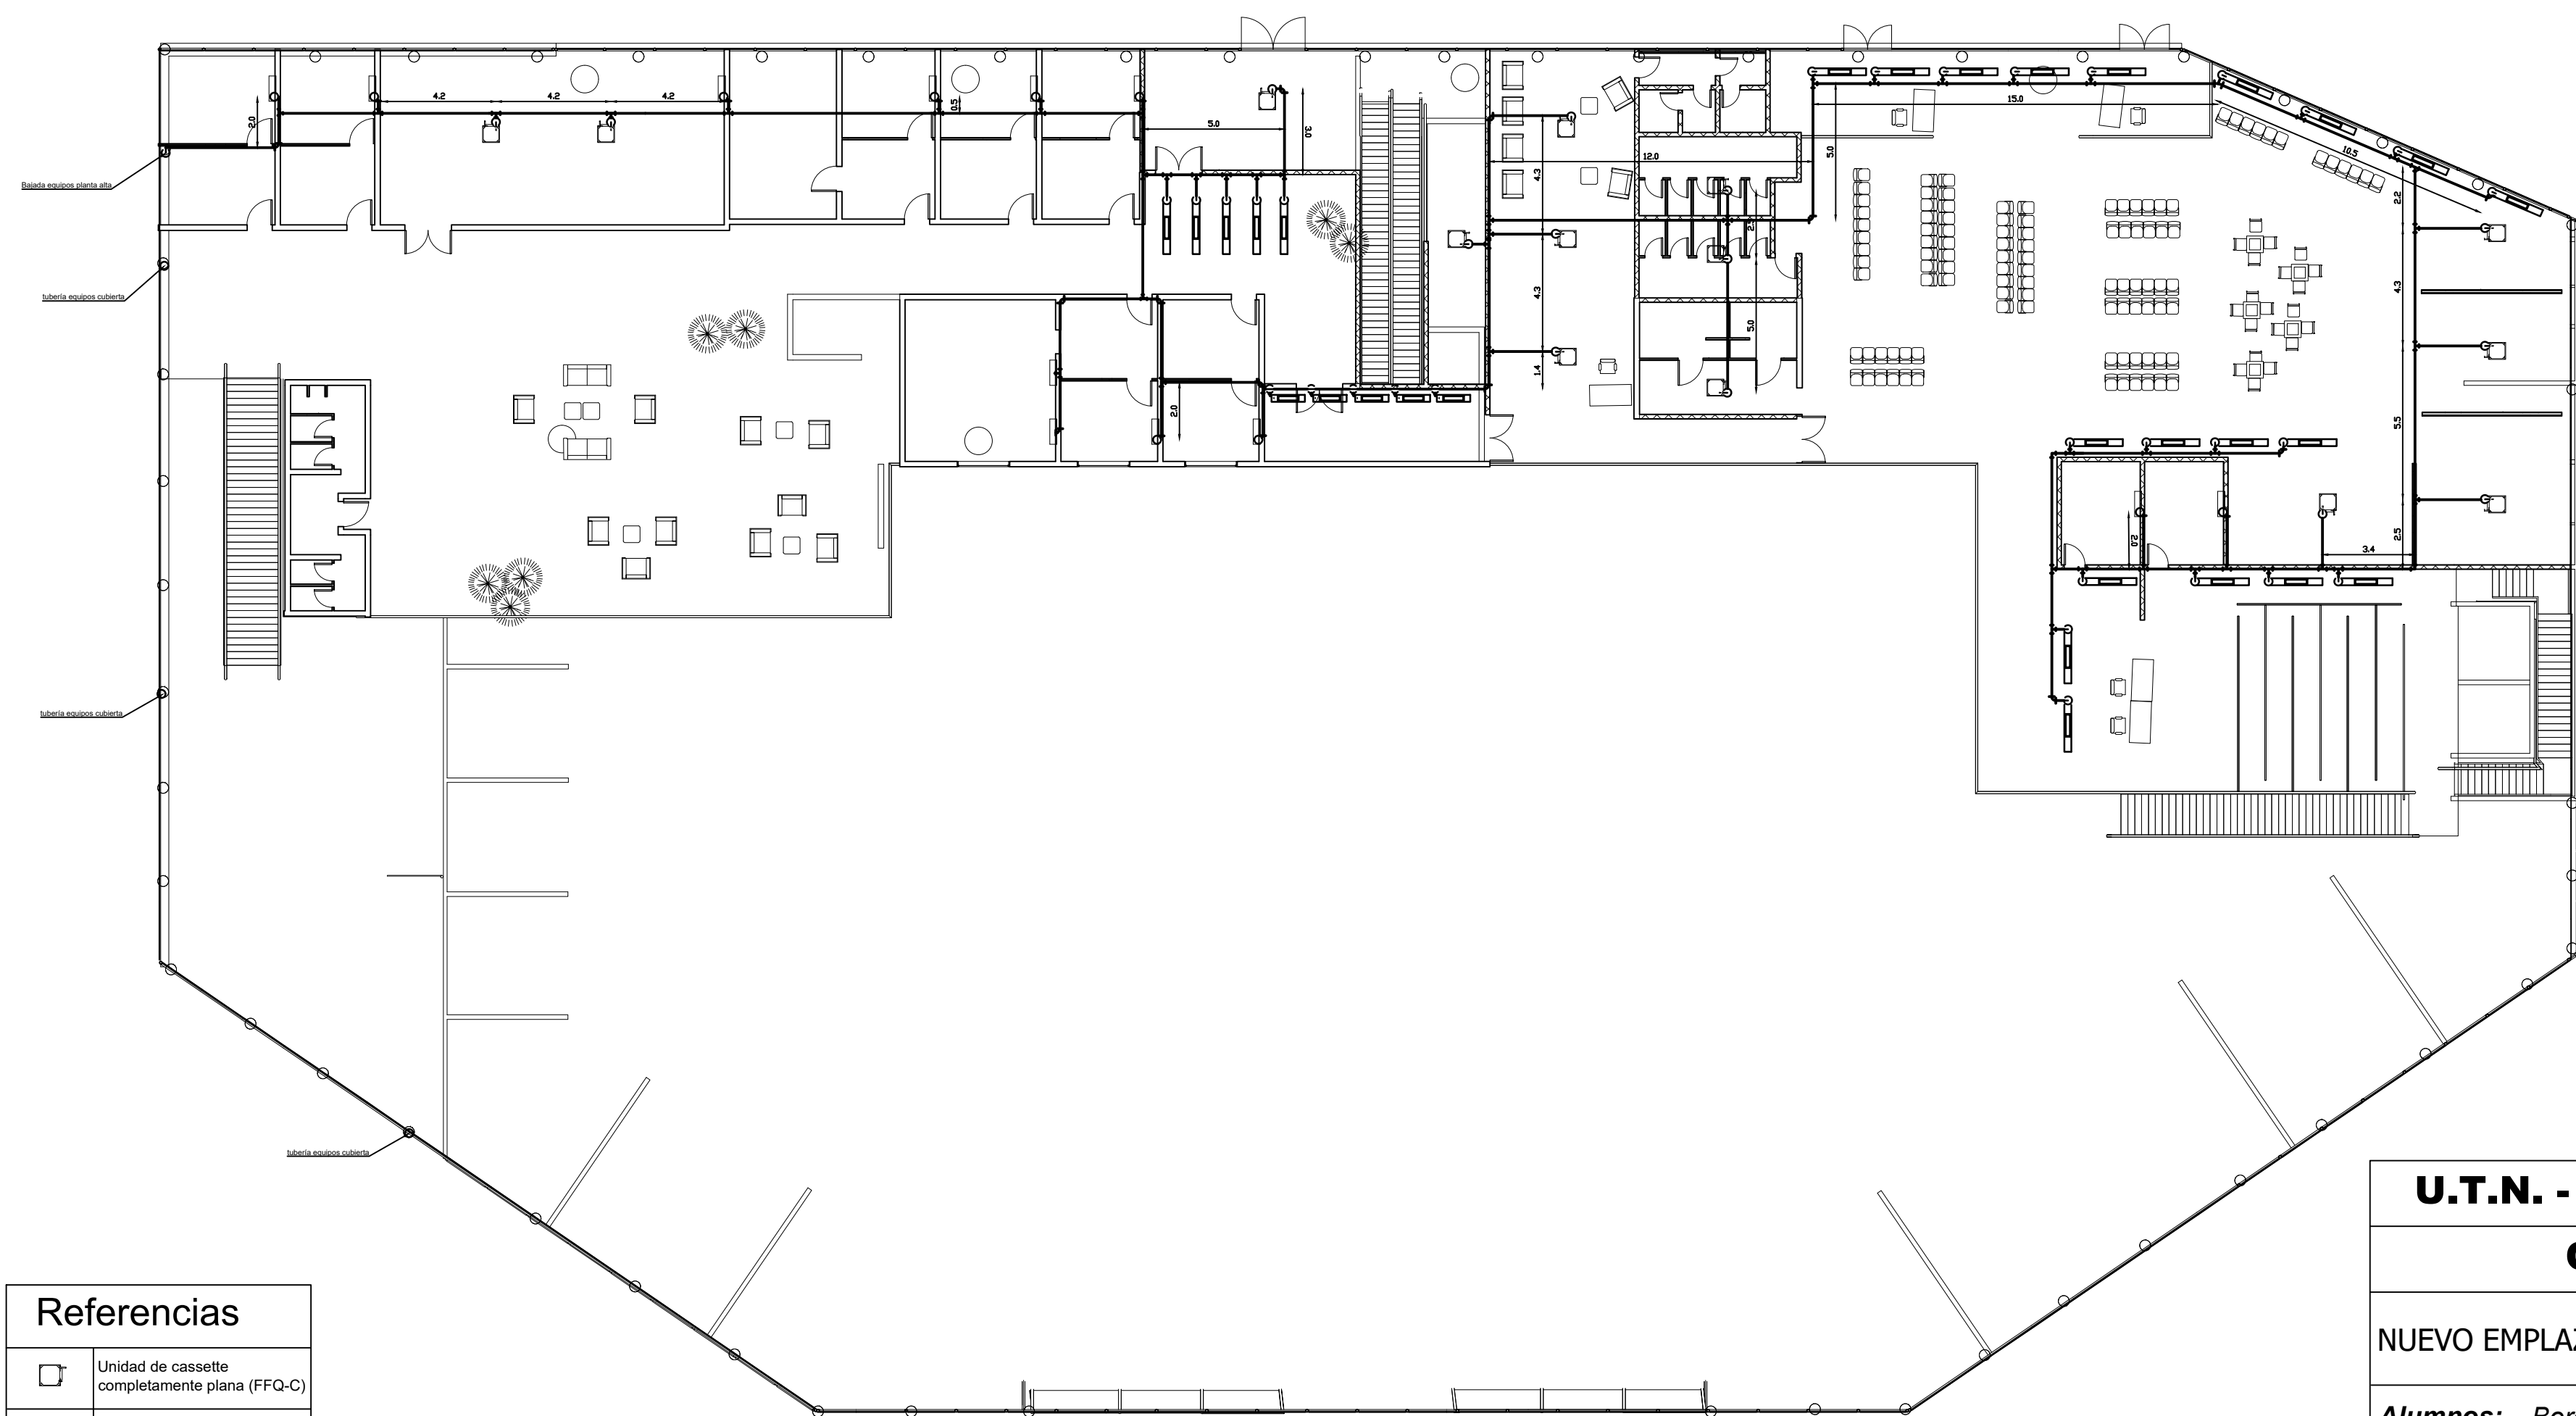 4.2
4.2
4.2
2.0
0.5
5.0
3.0
12.0
4.3
4.3
1.4
5.0
15.0
10.5
2.2
4.3
5.5
2.5
3.4
2.0
5.0
2.0
Bajada equipos planta alta
tubería equipos cubierta
tubería equipos cubierta
tubería equipos cubierta
Referencias
Unidad de cassette
completamente plana (FFQ-C)
U.T.N. -
NUEVO EMPLAZ
Alumnos: